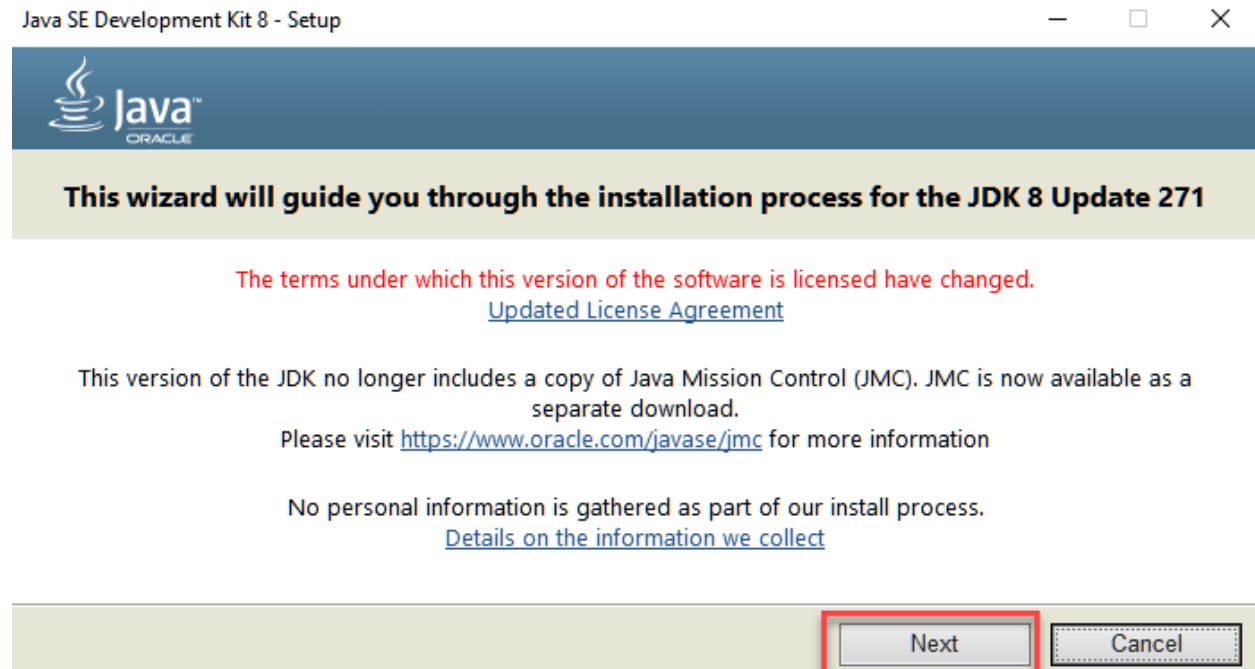 Java SE Development Kit 8 - Setup
Java™
ORACLE
This wizard will guide you through the installation process for the JDK 8 Update 271
The terms under which this version of the software is licensed have changed.
Updated License Agreement
This version of the JDK no longer includes a copy of Java Mission Control (JMC). JMC is now available as a
separate download.
Please visit https://www.oracle.com/javase/jmc for more information
No personal information is gathered as part of our install process.
Details on the information we collect
Next
Cancel